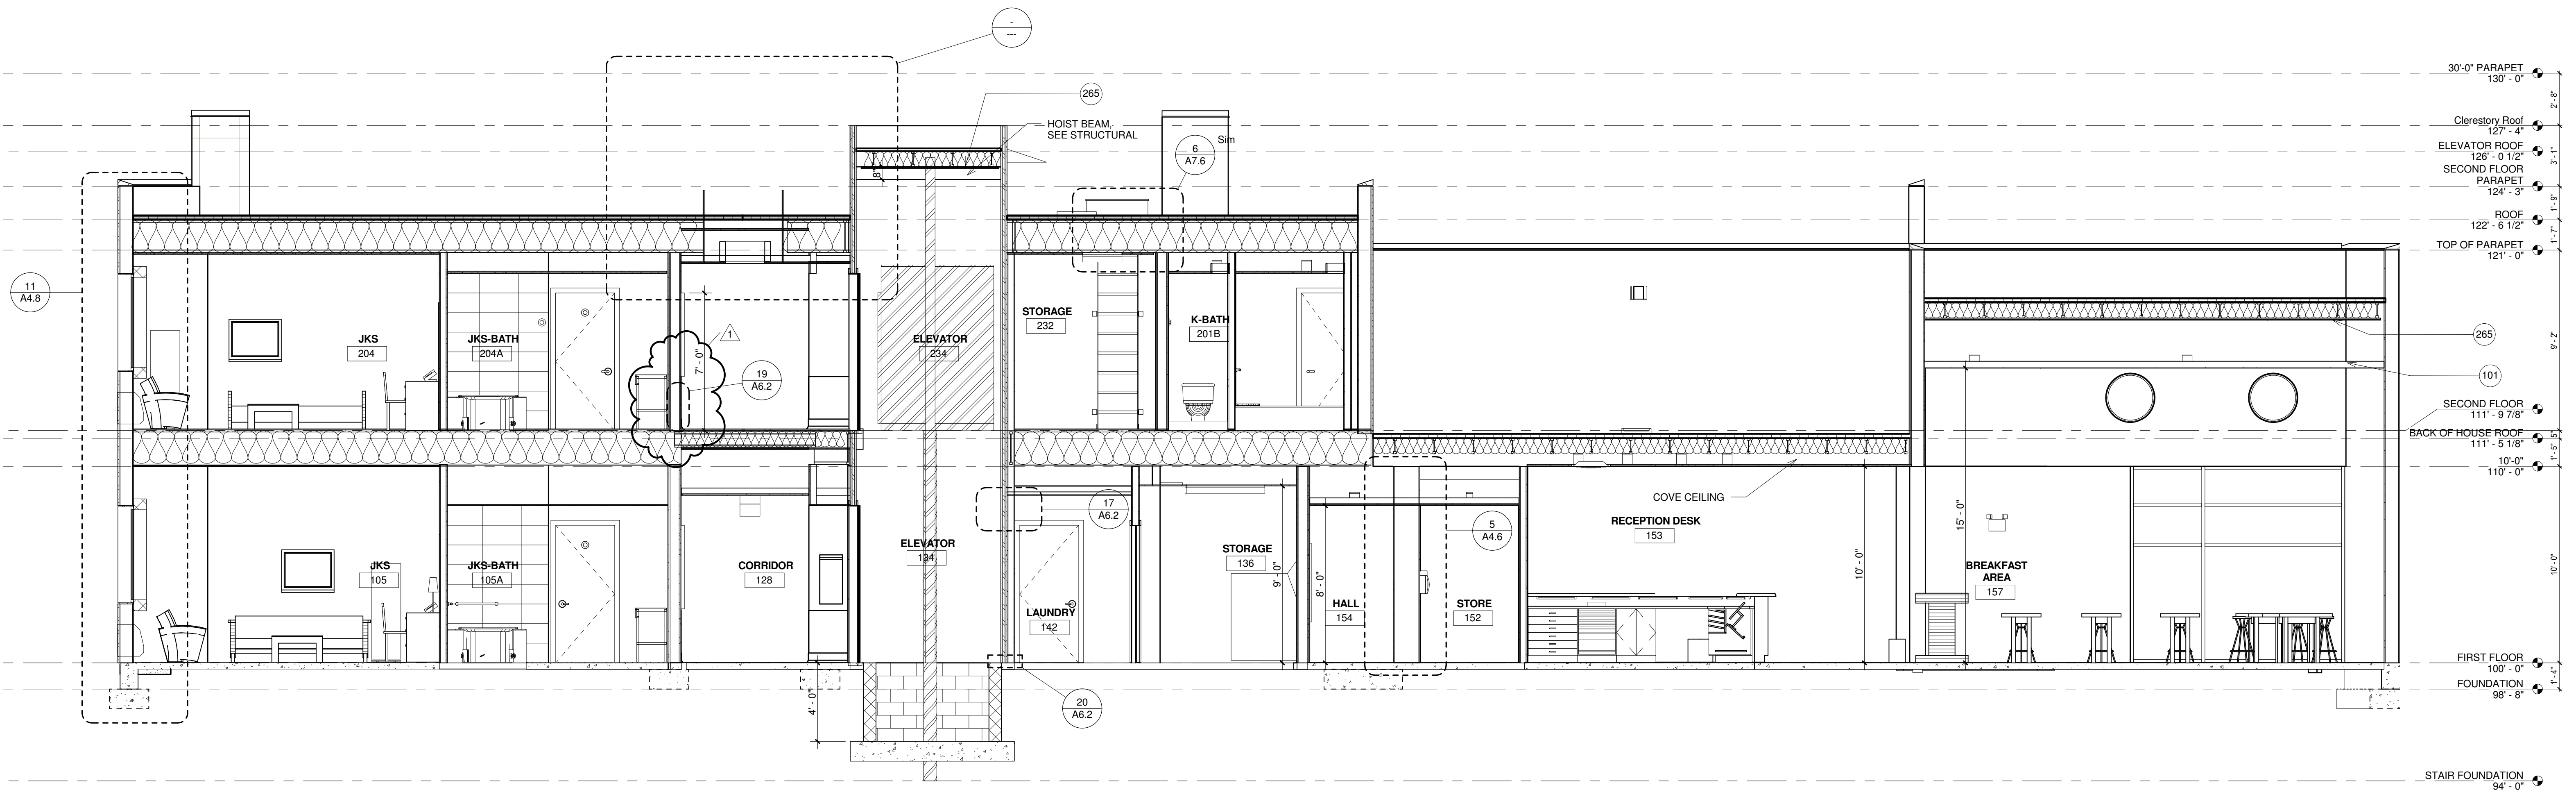 -
---
30'-0" PARAPET
130' - 0"
2' - 8"
265
HOIST BEAM,
SEE STRUCTURAL
Clerestory Roof
127' - 4"
Sim
6
A7.6
ELEVATOR ROOF
126' - 0 1/2"
3' - 1"
8"
SECOND FLOOR
PARAPET
124' - 3"
1' - 9"
ROOF
122' - 6 1/2"
1' - 7"
TOP OF PARAPET
121' - 0"
11
A4.8
JKS
204
JKS-BATH
204A
7' - 0"
1
19
A6.2
ELEVATOR
234
STORAGE
232
K-BATH
201B
265
101
9' - 2"
SECOND FLOOR
111' - 9 7/8"
BACK OF HOUSE ROOF
111' - 5 1/8"
5"
1' - 5"
10'-0"
110' - 0"
COVE CEILING
17
A6.2
5
A4.6
RECEPTION DESK
153
15' - 0"
10' - 0"
JKS
105
JKS-BATH
105A
CORRIDOR
128
ELEVATOR
134
STORAGE
136
9' - 0"
8' - 0"
BREAKFAST
AREA
157
10' - 0"
LAUNDRY
142
HALL
154
STORE
152
FIRST FLOOR
100' - 0"
1' - 4"
FOUNDATION
98' - 8"
4' - 0"
20
A6.2
STAIR FOUNDATION
94' - 0"